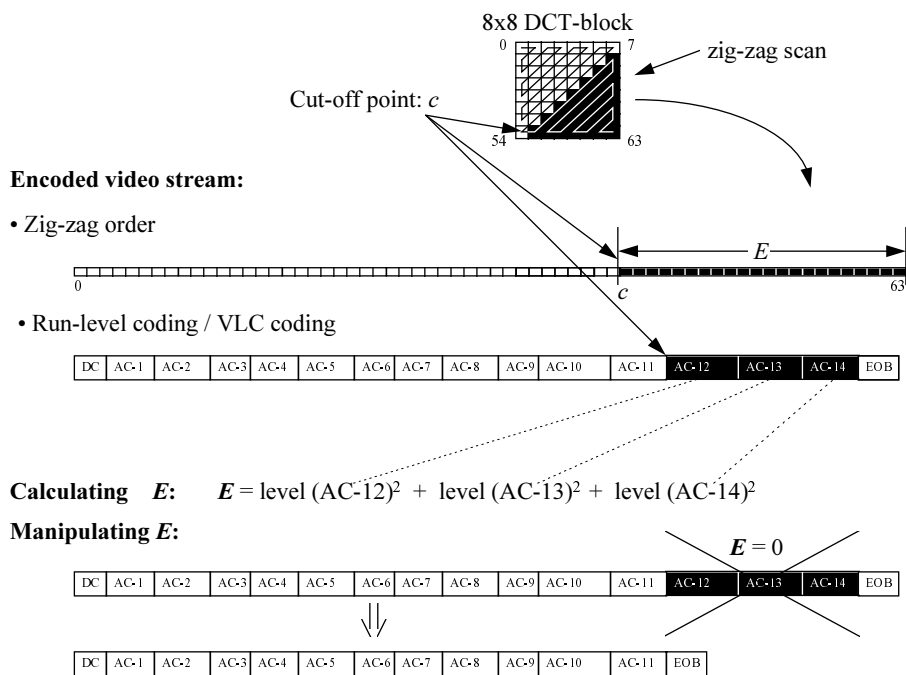 8x8 DCT-block
0 7
zig-zag scan
Cut-off point: c
54 63
Encoded video stream:
• Zig-zag order
E
0 c 63
• Run-level coding / VLC coding
DC AC-1 AC-2 AC-3 AC-4 AC-5 AC-6 AC-7 AC-8 AC-9 AC-10 AC-11 AC-12 AC-13 AC-14 EOB
Calculating E: E = level (AC-12)² + level (AC-13)² + level (AC-14)²
Manipulating E:
E = 0
DC AC-1 AC-2 AC-3 AC-4 AC-5 AC-6 AC-7 AC-8 AC-9 AC-10 AC-11 AC-12 AC-13 AC-14 EOB
DC AC-1 AC-2 AC-3 AC-4 AC-5 AC-6 AC-7 AC-8 AC-9 AC-10 AC-11 EOB